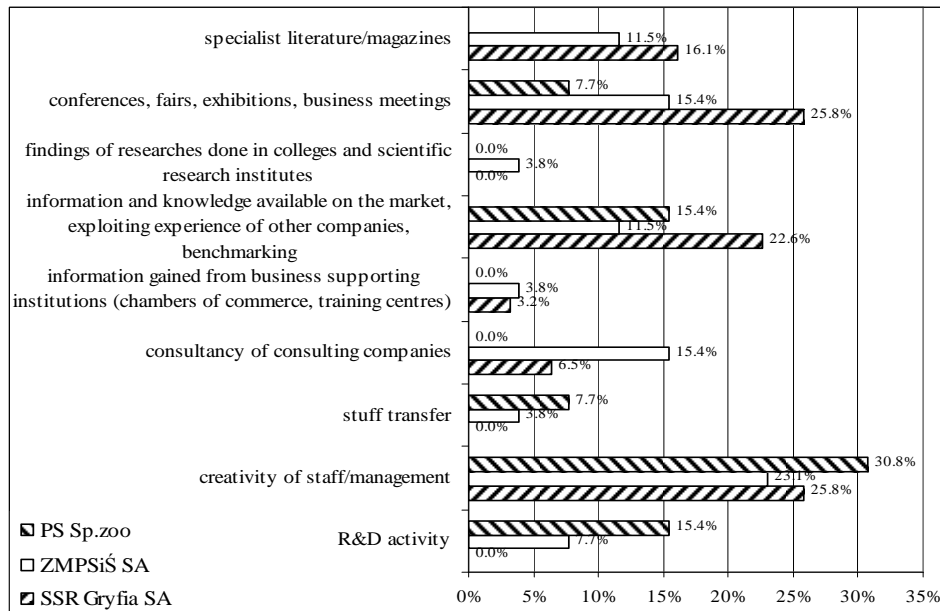 specialist literature/magazines
11.5%
16.1%
conferences, fairs, exhibitions, business meetings
7.7%
15.4%
25.8%
findings of researches done in colleges and scientific
research institutes
0.0%
3.8%
0.0%
information and knowledge available on the market,
exploiting experience of other companies,
benchmarking
15.4%
11.5%
22.6%
information gained from business supporting
institutions (chambers of commerce, training centres)
0.0%
3.8%
3.2%
consultancy of consulting companies
0.0%
15.4%
6.5%
stuff transfer
7.7%
3.8%
0.0%
creativity of staff/management
30.8%
23.1%
25.8%
R&D activity
15.4%
7.7%
0.0%
PS Sp.zoo
ZMPSiŚ SA
SSR Gryfia SA
0% 5% 10% 15% 20% 25% 30% 35%